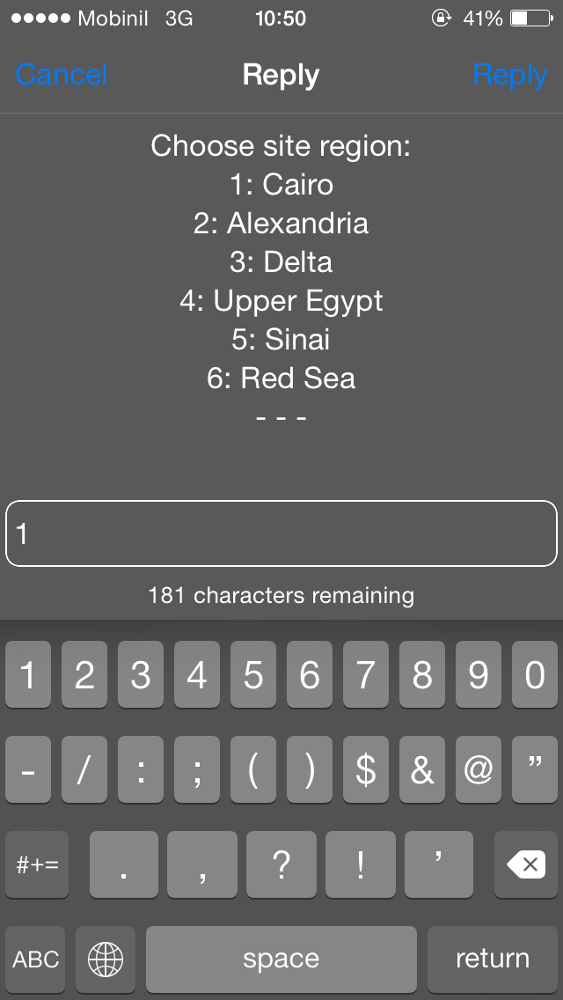 Mobinil 3G 10:50 41%
Cancel Reply Reply
Choose site region:
1: Cairo
2: Alexandria
3: Delta
4: Upper Egypt
5: Sinai
6: Red Sea
- - -
1
181 characters remaining
1 2 3 4 5 6 7 8 9 0
- / : ; ( ) $ & @ ”
#+= . , ? ! ’
ABC space return